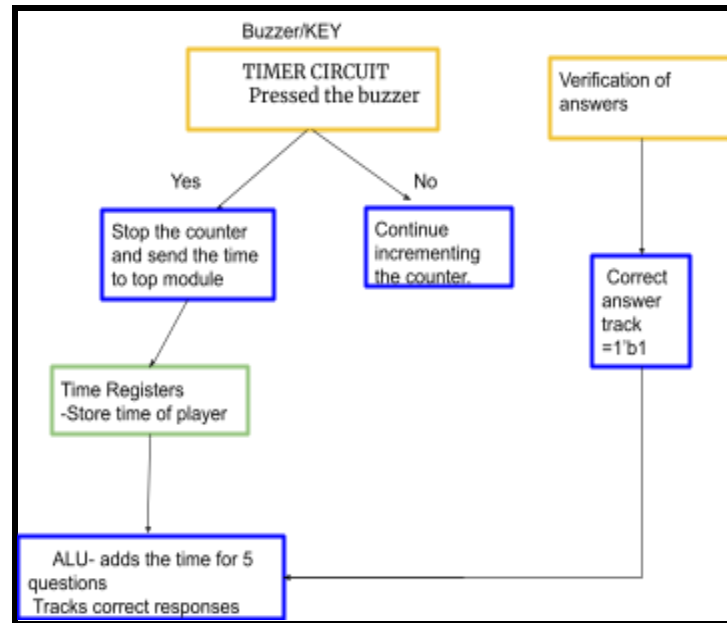 Buzzer/KEY
TIMER CIRCUIT
Pressed the buzzer
Verification of
answers
Yes
No
Stop the counter
and send the time
to top module
Continue
incrementing
the counter.
Correct
answer
track
=1'b1
Time Registers
-Store time of player
ALU- adds the time for 5
questions
Tracks correct responses